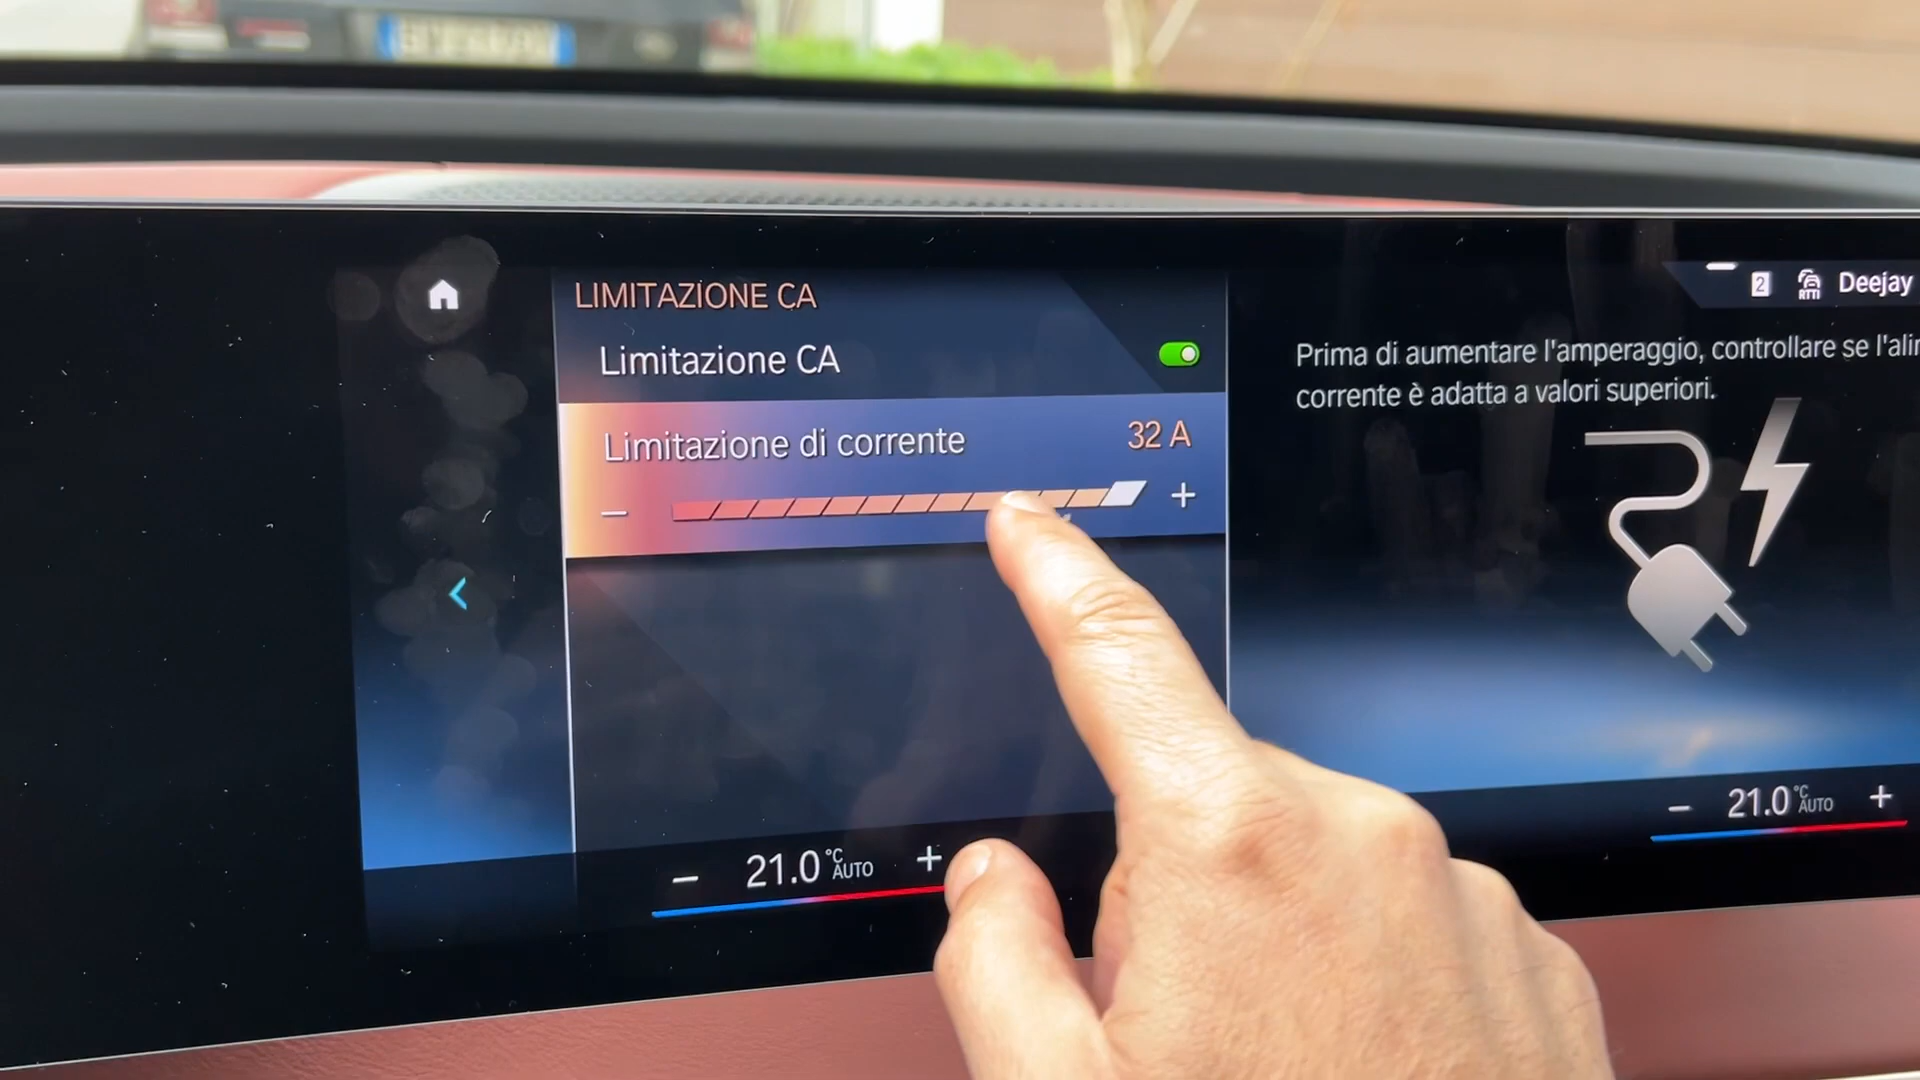 LIMITAZIONE CA
Limitazione CA
Limitazione di corrente
32 A
−
+
2
RTTI
Deejay
Prima di aumentare l'amperaggio, controllare se
corrente è adatta a valori superiori.
− 21.0 °C AUTO +
− 21.0 °C AUTO +